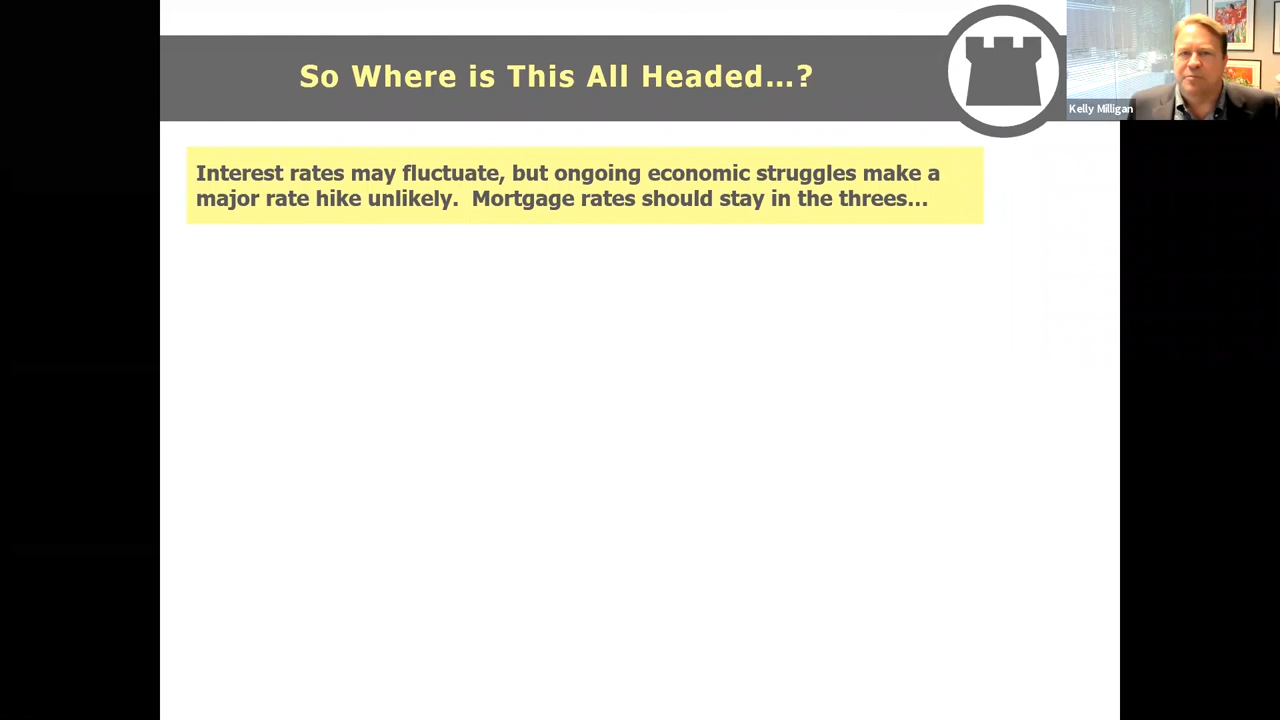 So Where is This All Headed...?
Kelly Milligan
Interest rates may fluctuate, but ongoing economic struggles make a
major rate hike unlikely.  Mortgage rates should stay in the threes...